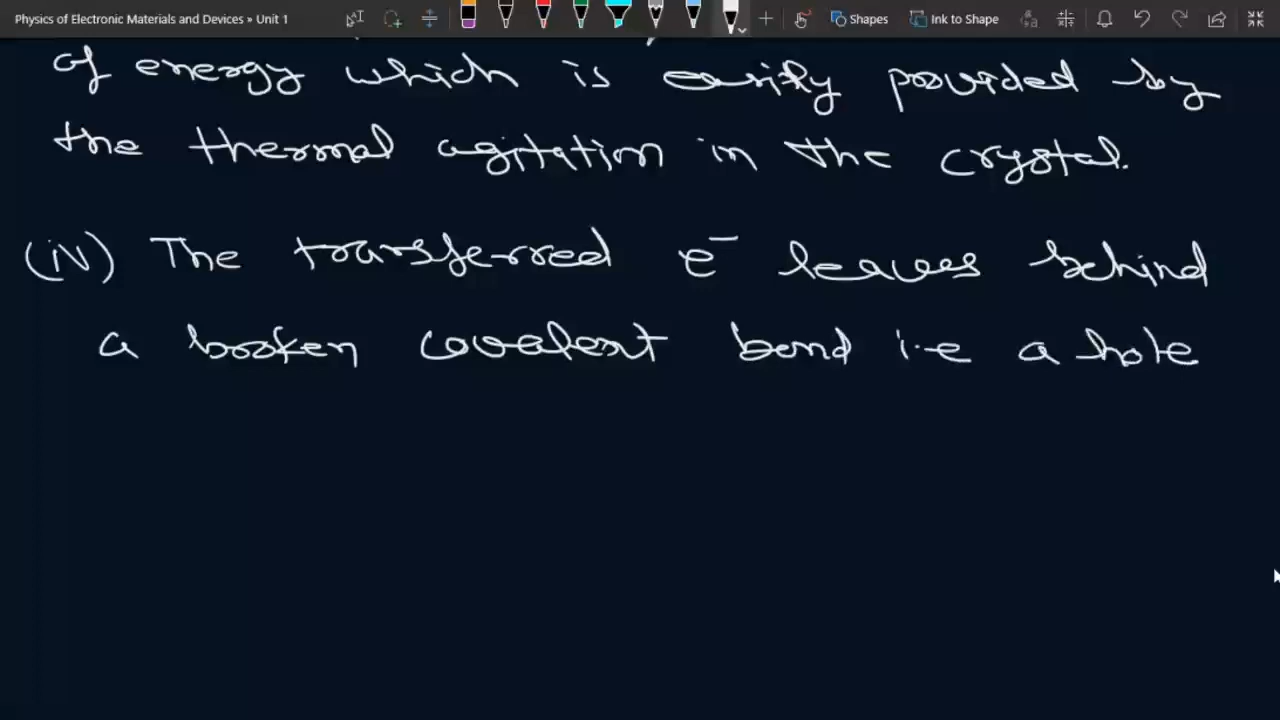 Physics of Electronic Materials and Devices » Unit 1
Shapes
Ink to Shape
of energy which is easily provided by
the thermal agitation in the crystal.
(iv) The transferred e⁻ leaves behind
a broken covalent bond i.e a hole